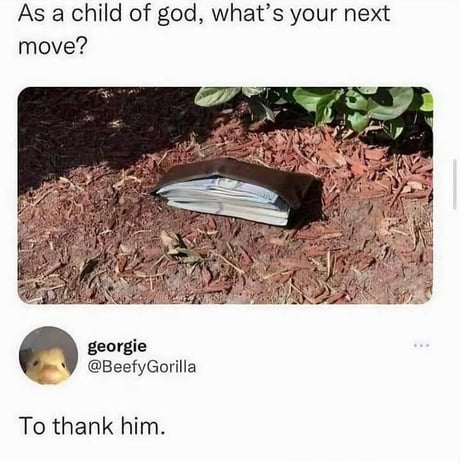 As a child of god, what's your next
move?
georgie
@BeefyGorilla
To thank him.